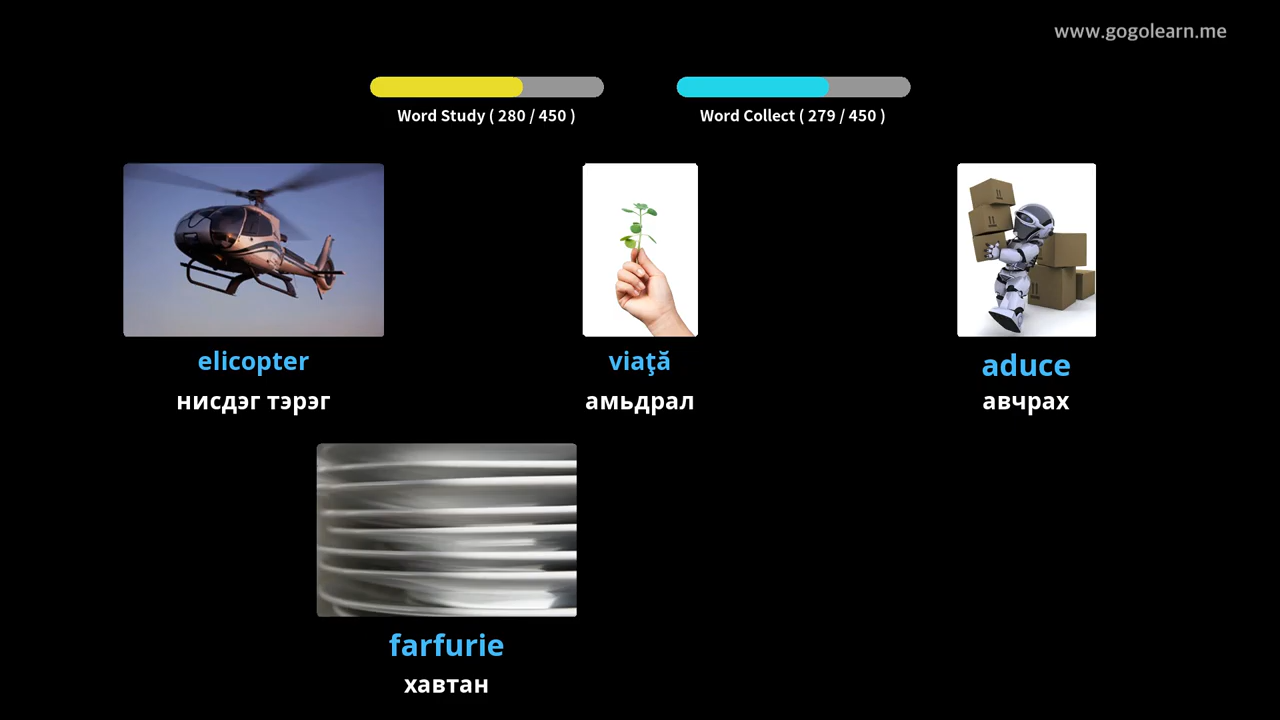 www.gogolearn.me
Word Study ( 280 / 450 )
Word Collect ( 279 / 450 )
elicopter
viaţă
aduce
нисдэг тэрэг
амьдрал
авчрах
farfurie
хавтан